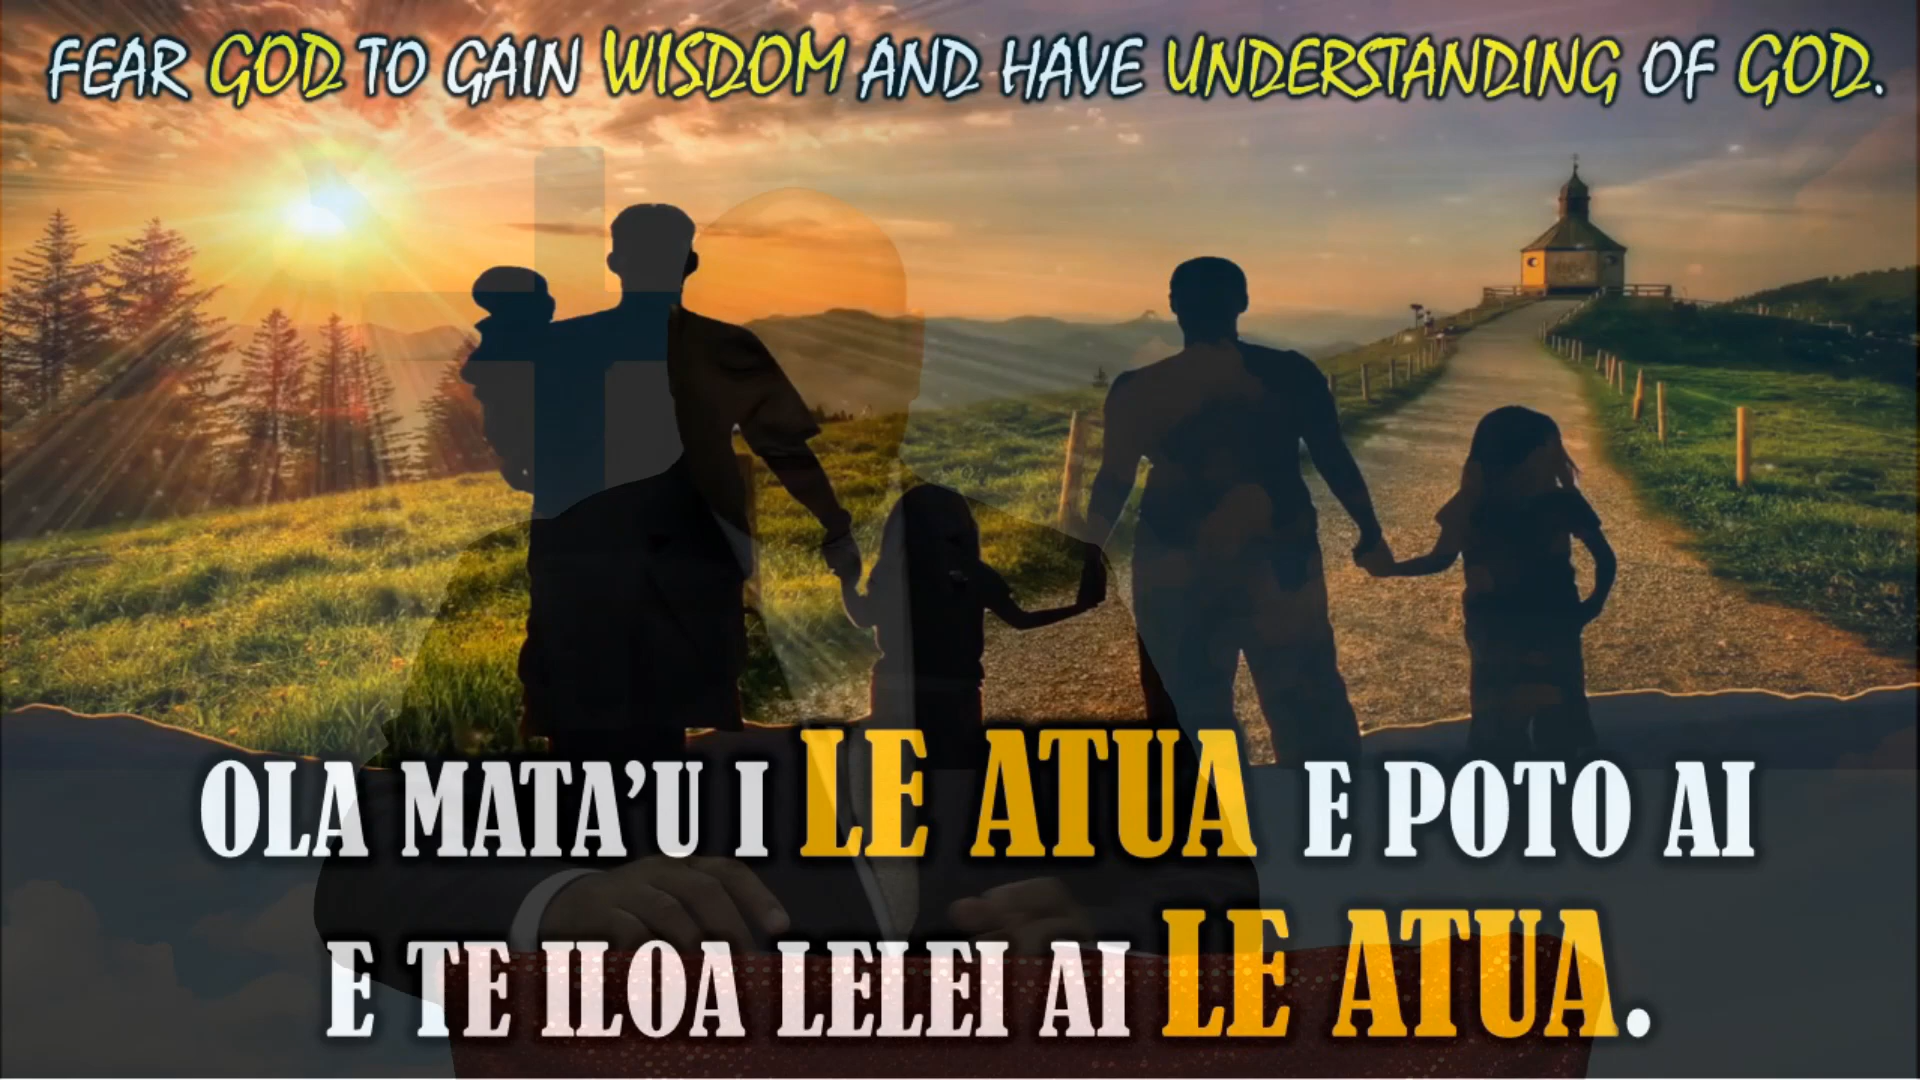 FEAR GOD TO GAIN WISDOM AND HAVE UNDERSTANDING OF GOD.
OLA MATA'U I LE ATUA E POTO AI
E TE ILOA LELEI AI LE ATUA.